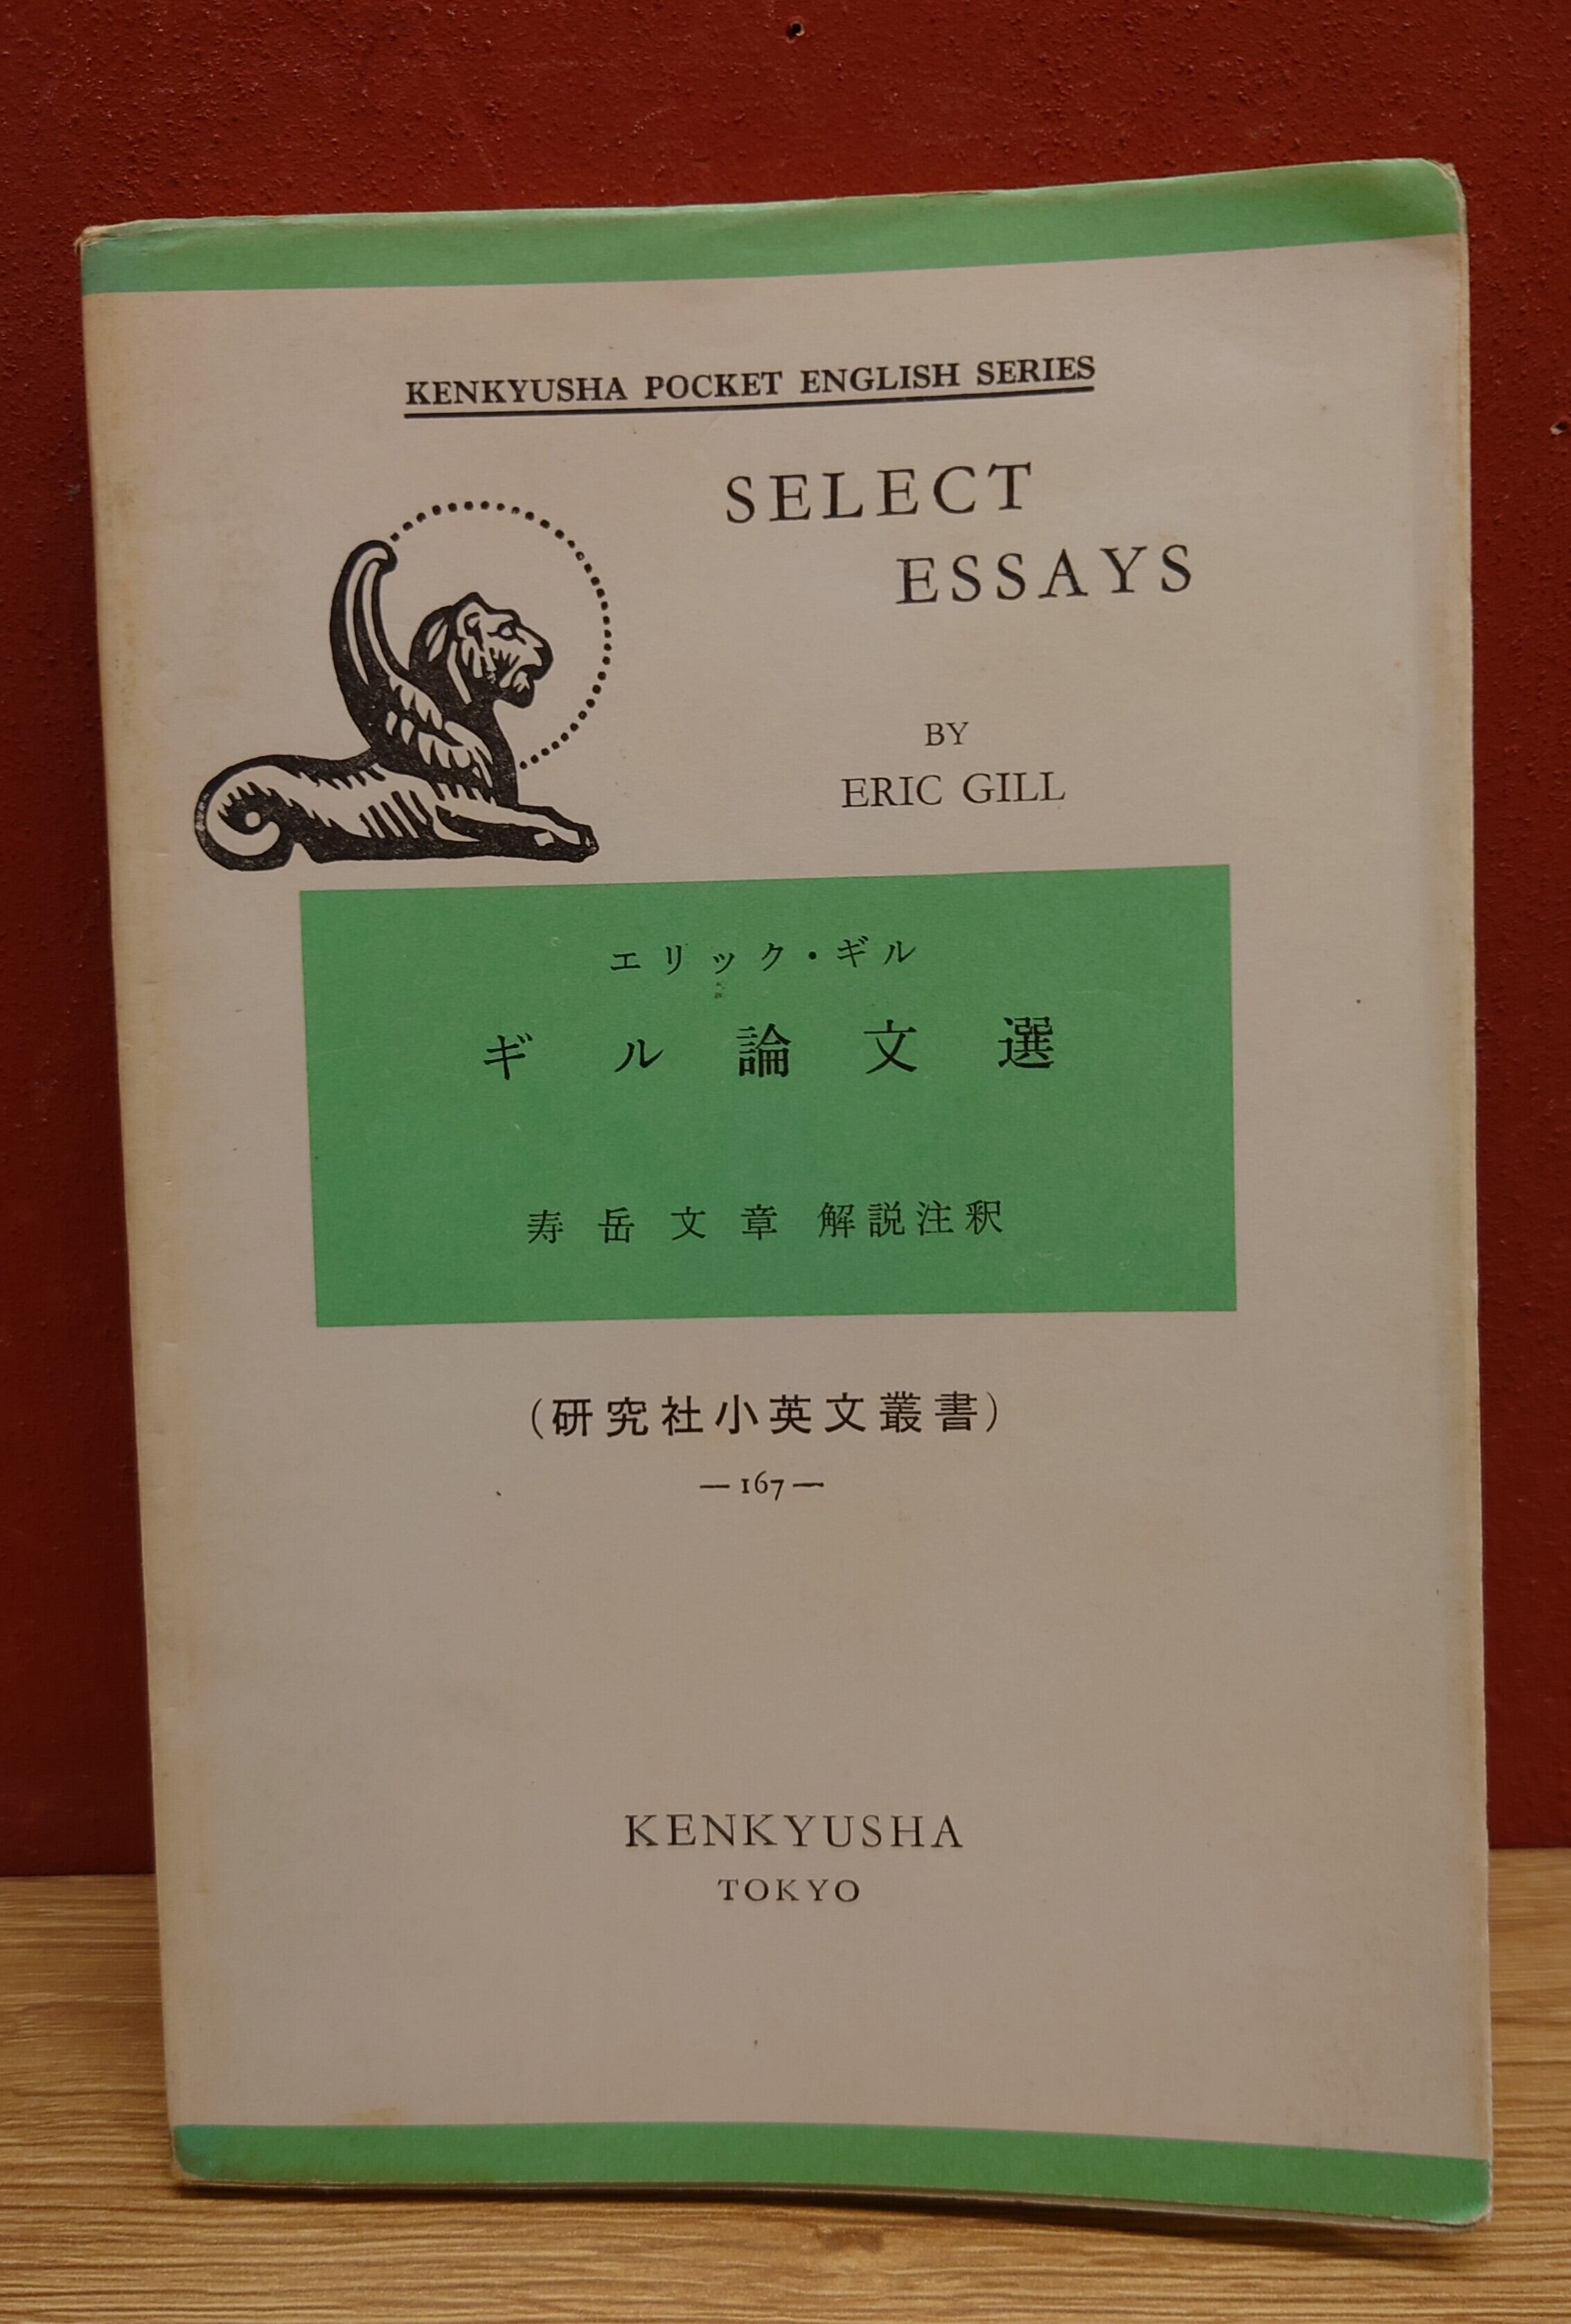 KENKYUSHA POCKET ENGLISH SERIES
SELECT
ESSAYS
BY
ERIC GILL
エリック・ギル
ギル論文選
寿岳文章 解説注釈
(研究社小英文叢書)
— 167 —
KENKYUSHA
TOKYO